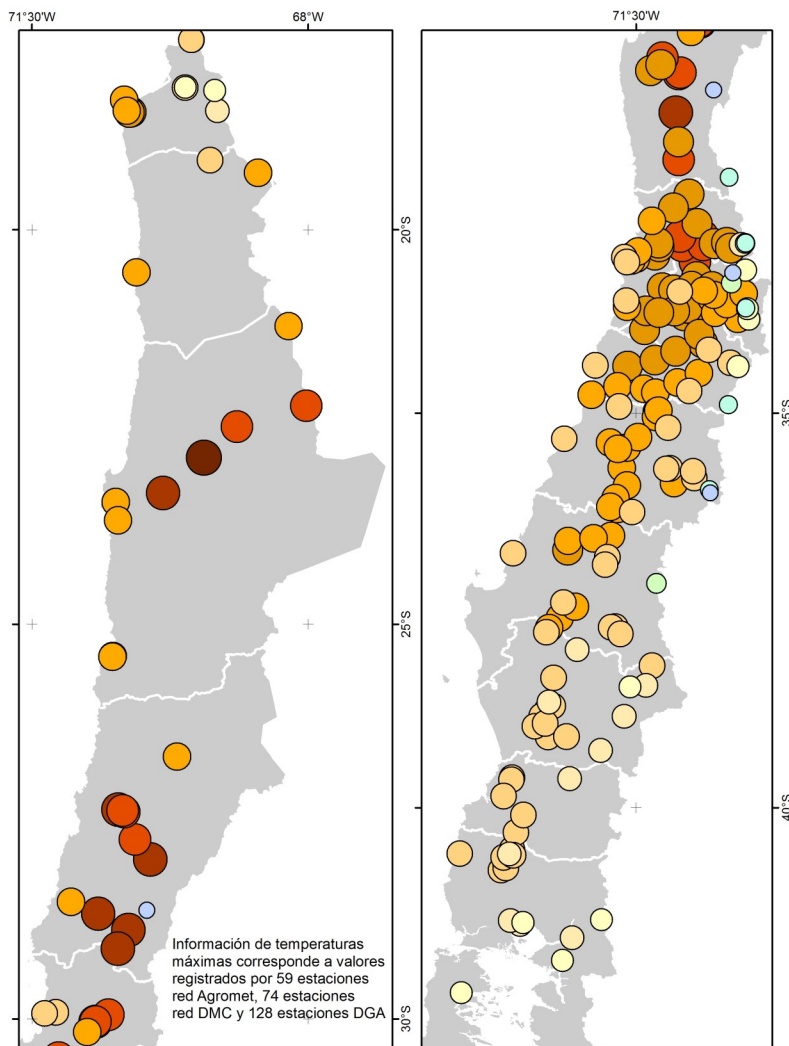 71°30'W
68°W
71°30'W
20°S
35°S
25°S
40°S
Información de temperaturas
máximas corresponde a valores
registrados por 59 estaciones
red Agromet, 74 estaciones
red DMC y 128 estaciones DGA
30°S